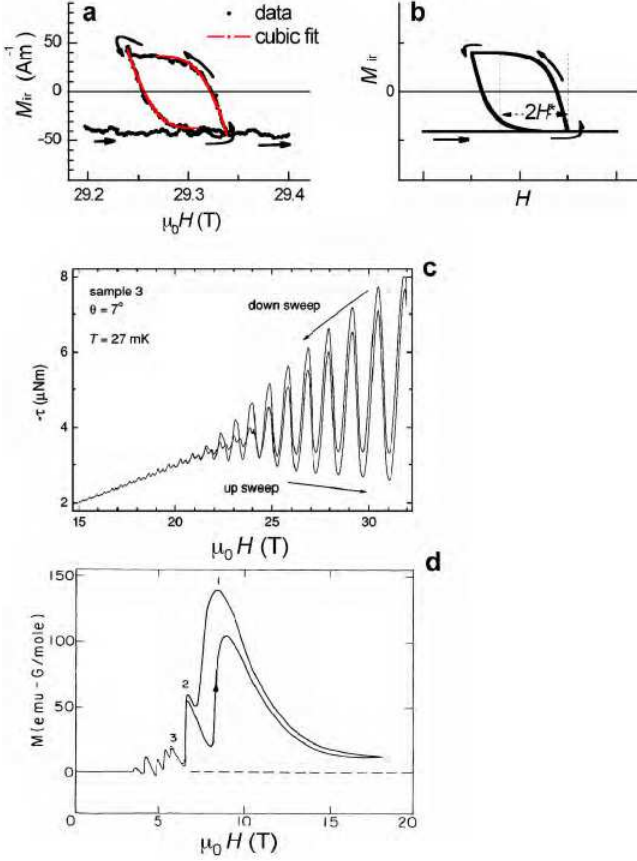 a
data
cubic fit
50
0
-50
M_ir (Am⁻¹)
29.2
29.3
29.4
μ₀H (T)
b
M_ir
0
2H*
H
c
8
6
4
2
-τ (μNm)
sample 3
θ = 7°
T = 27 mK
down sweep
up sweep
15
20
25
30
μ₀H (T)
d
150
100
50
0
M(emu-G/mole)
1
2
3
0
5
10
15
20
μ₀H (T)